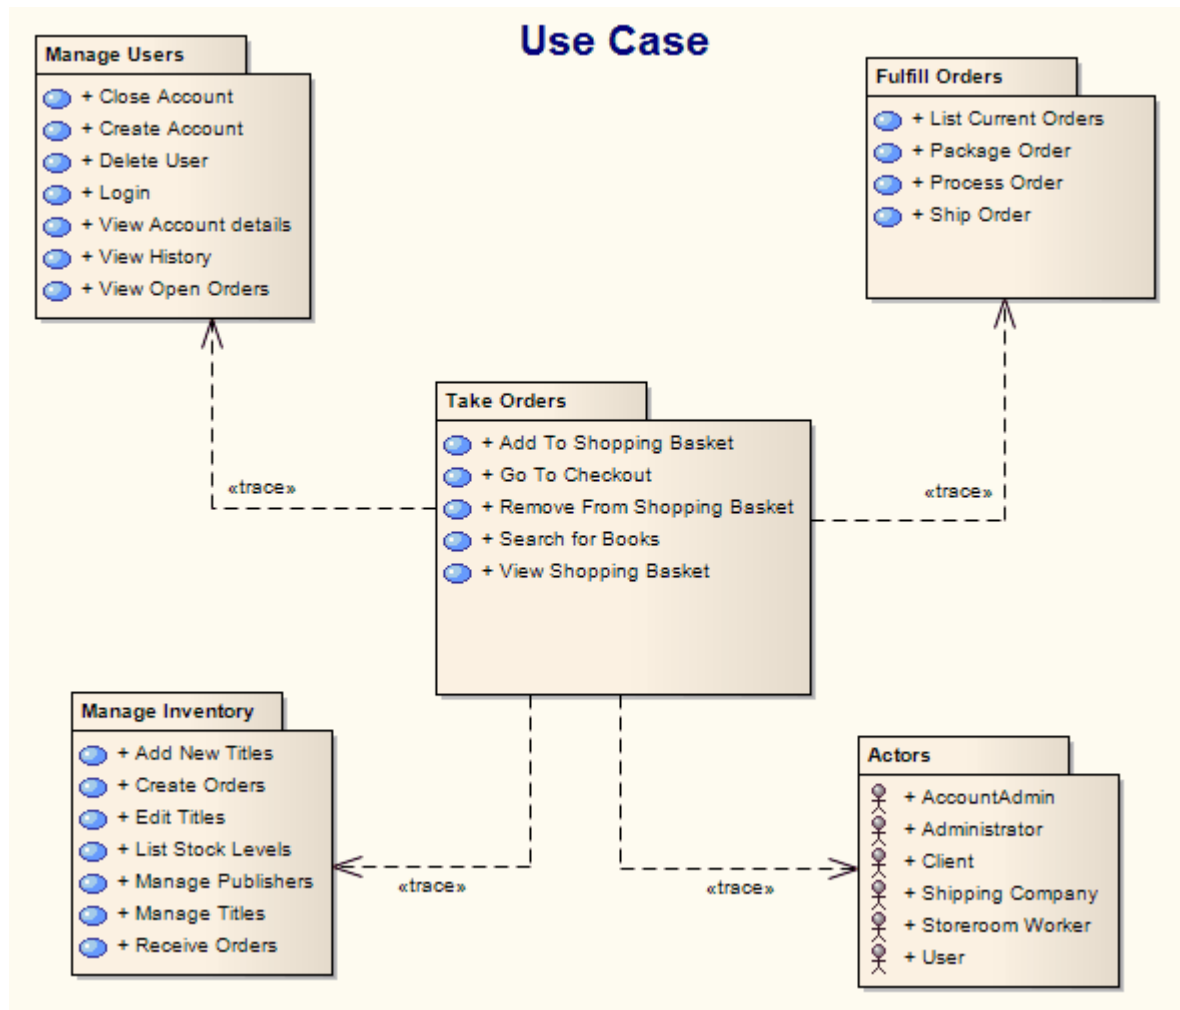 Use Case
Manage Users
+ Close Account
+ Create Account
+ Delete User
+ Login
+ View Account details
+ View History
+ View Open Orders
Fulfill Orders
+ List Current Orders
+ Package Order
+ Process Order
+ Ship Order
Take Orders
+ Add To Shopping Basket
+ Go To Checkout
+ Remove From Shopping Basket
+ Search for Books
+ View Shopping Basket
«trace»
«trace»
Manage Inventory
+ Add New Titles
+ Create Orders
+ Edit Titles
+ List Stock Levels
+ Manage Publishers
+ Manage Titles
+ Receive Orders
«trace»
«trace»
Actors
+ AccountAdmin
+ Administrator
+ Client
+ Shipping Company
+ Storeroom Worker
+ User